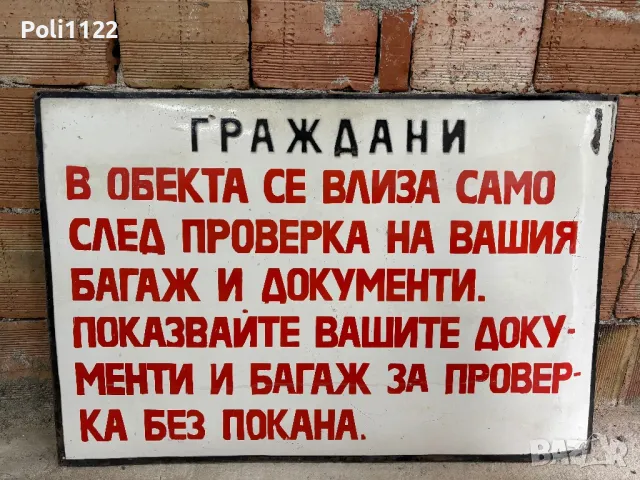 Poli1122
ГРАЖДАНИ
В ОБЕКТА СЕ ВЛИЗА САМО
СЛЕД ПРОВЕРКА НА ВАШИЯ
БАГАЖ И ДОКУМЕНТИ.
ПОКАЗВАЙТЕ ВАШИТЕ ДОКУ-
МЕНТИ И БАГАЖ ЗА ПРОВЕР-
КА БЕЗ ПОКАНА.
BAZAR